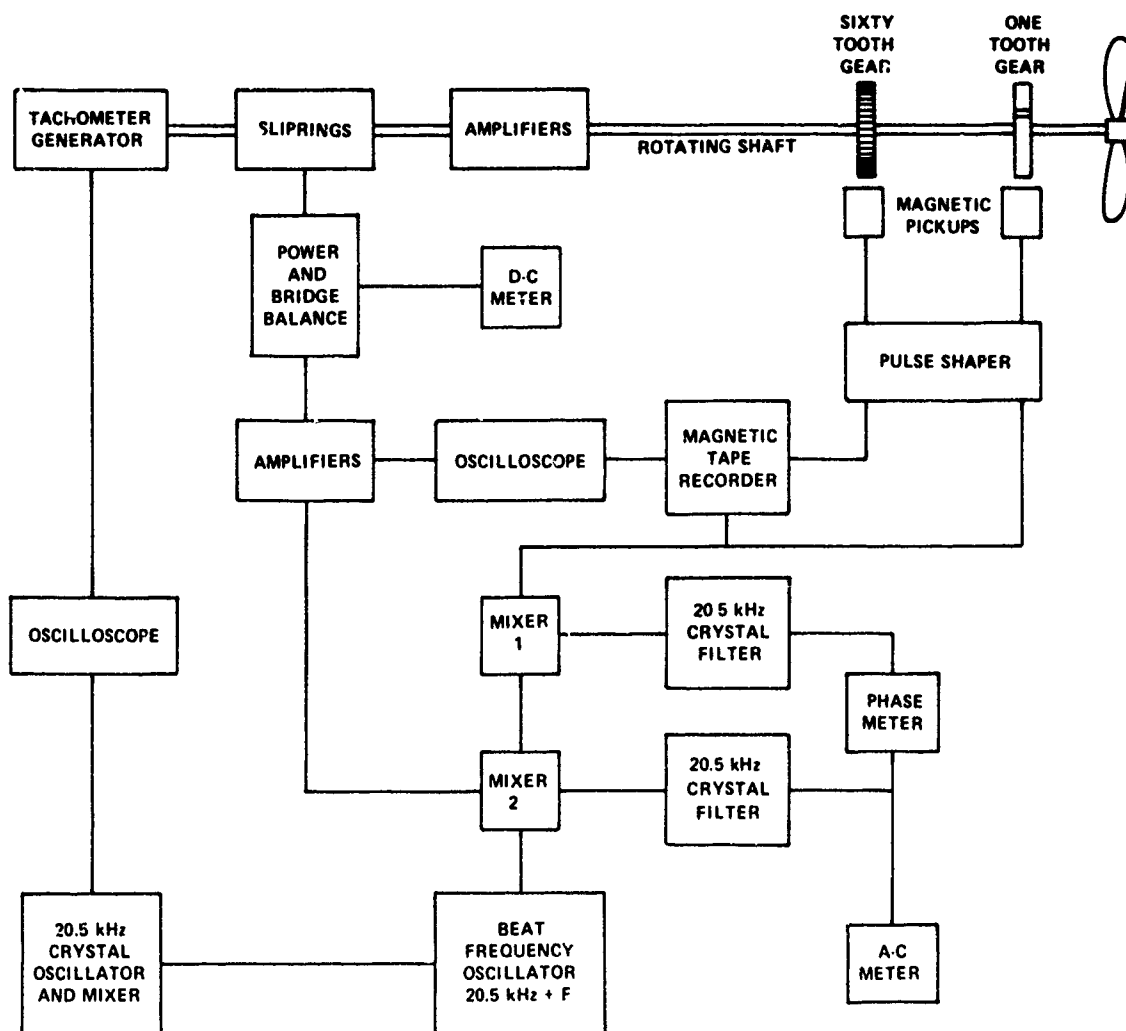 SIXTY
TOOTH
GEAR
ONE
TOOTH
GEAR
TACHOMETER
GENERATOR
SLIPRINGS
AMPLIFIERS
ROTATING SHAFT
MAGNETIC
PICKUPS
POWER
AND
BRIDGE
BALANCE
D-C
METER
PULSE SHAPER
AMPLIFIERS
OSCILLOSCOPE
MAGNETIC
TAPE
RECORDER
OSCILLOSCOPE
MIXER
1
20 5 kHz
CRYSTAL
FILTER
PHASE
METER
MIXER
2
20.5 kHz
CRYSTAL
FILTER
20.5 kHz
CRYSTAL
OSCILLATOR
AND MIXER
BEAT
FREQUENCY
OSCILLATOR
20.5 kHz + F
A-C
METER